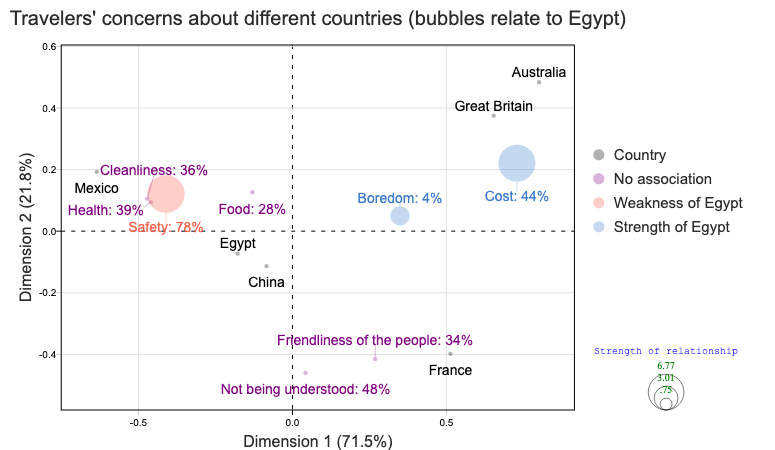 Travelers' concerns about different countries (bubbles relate to Egypt)
0.6
Australia
0.4
Great Britain
0.2
Cleanliness: 36%
Mexico
Health: 39%
Food: 28%
Boredom: 4%
Cost: 44%
Safety: 78%
0.0
Egypt
China
-0.2
Friendliness of the people: 34%
-0.4
France
Not being understood: 48%
-0.5
0.0
0.5
Dimension 1 (71.5%)
Dimension 2 (21.8%)
Country
No association
Weakness of Egypt
Strength of Egypt
Strength of relationship
6.77
3.01
.75